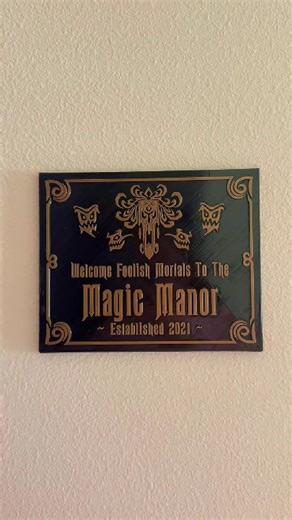 Welcome Foolish Mortals To The
Magic Manor
~ Established 2021 ~